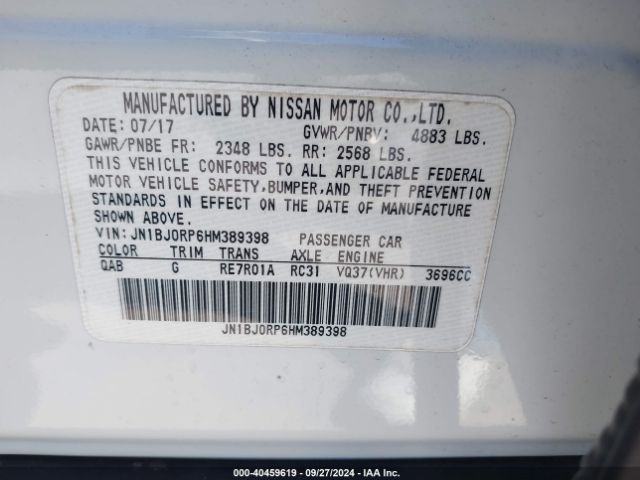 MANUFACTURED BY NISSAN MOTOR CO.,LTD.
DATE: 07/17 GVWR/PNBV: 4883 LBS.
GAWR/PNBE FR: 2348 LBS. RR: 2568 LBS.
THIS VEHICLE CONFORMS TO ALL APPLICABLE FEDERAL
MOTOR VEHICLE SAFETY,BUMPER,AND THEFT PREVENTION
STANDARDS IN EFFECT ON THE DATE OF MANUFACTURE
SHOWN ABOVE.
VIN: JN1BJ0RP6HM389398 PASSENGER CAR
COLOR TRIM TRANS AXLE ENGINE
QAB G RE7R01A RC31 VQ37(VHR) 3696CC
JN1BJ0RP6HM389398
000-40459619 - 09/27/2024 - IAA Inc.